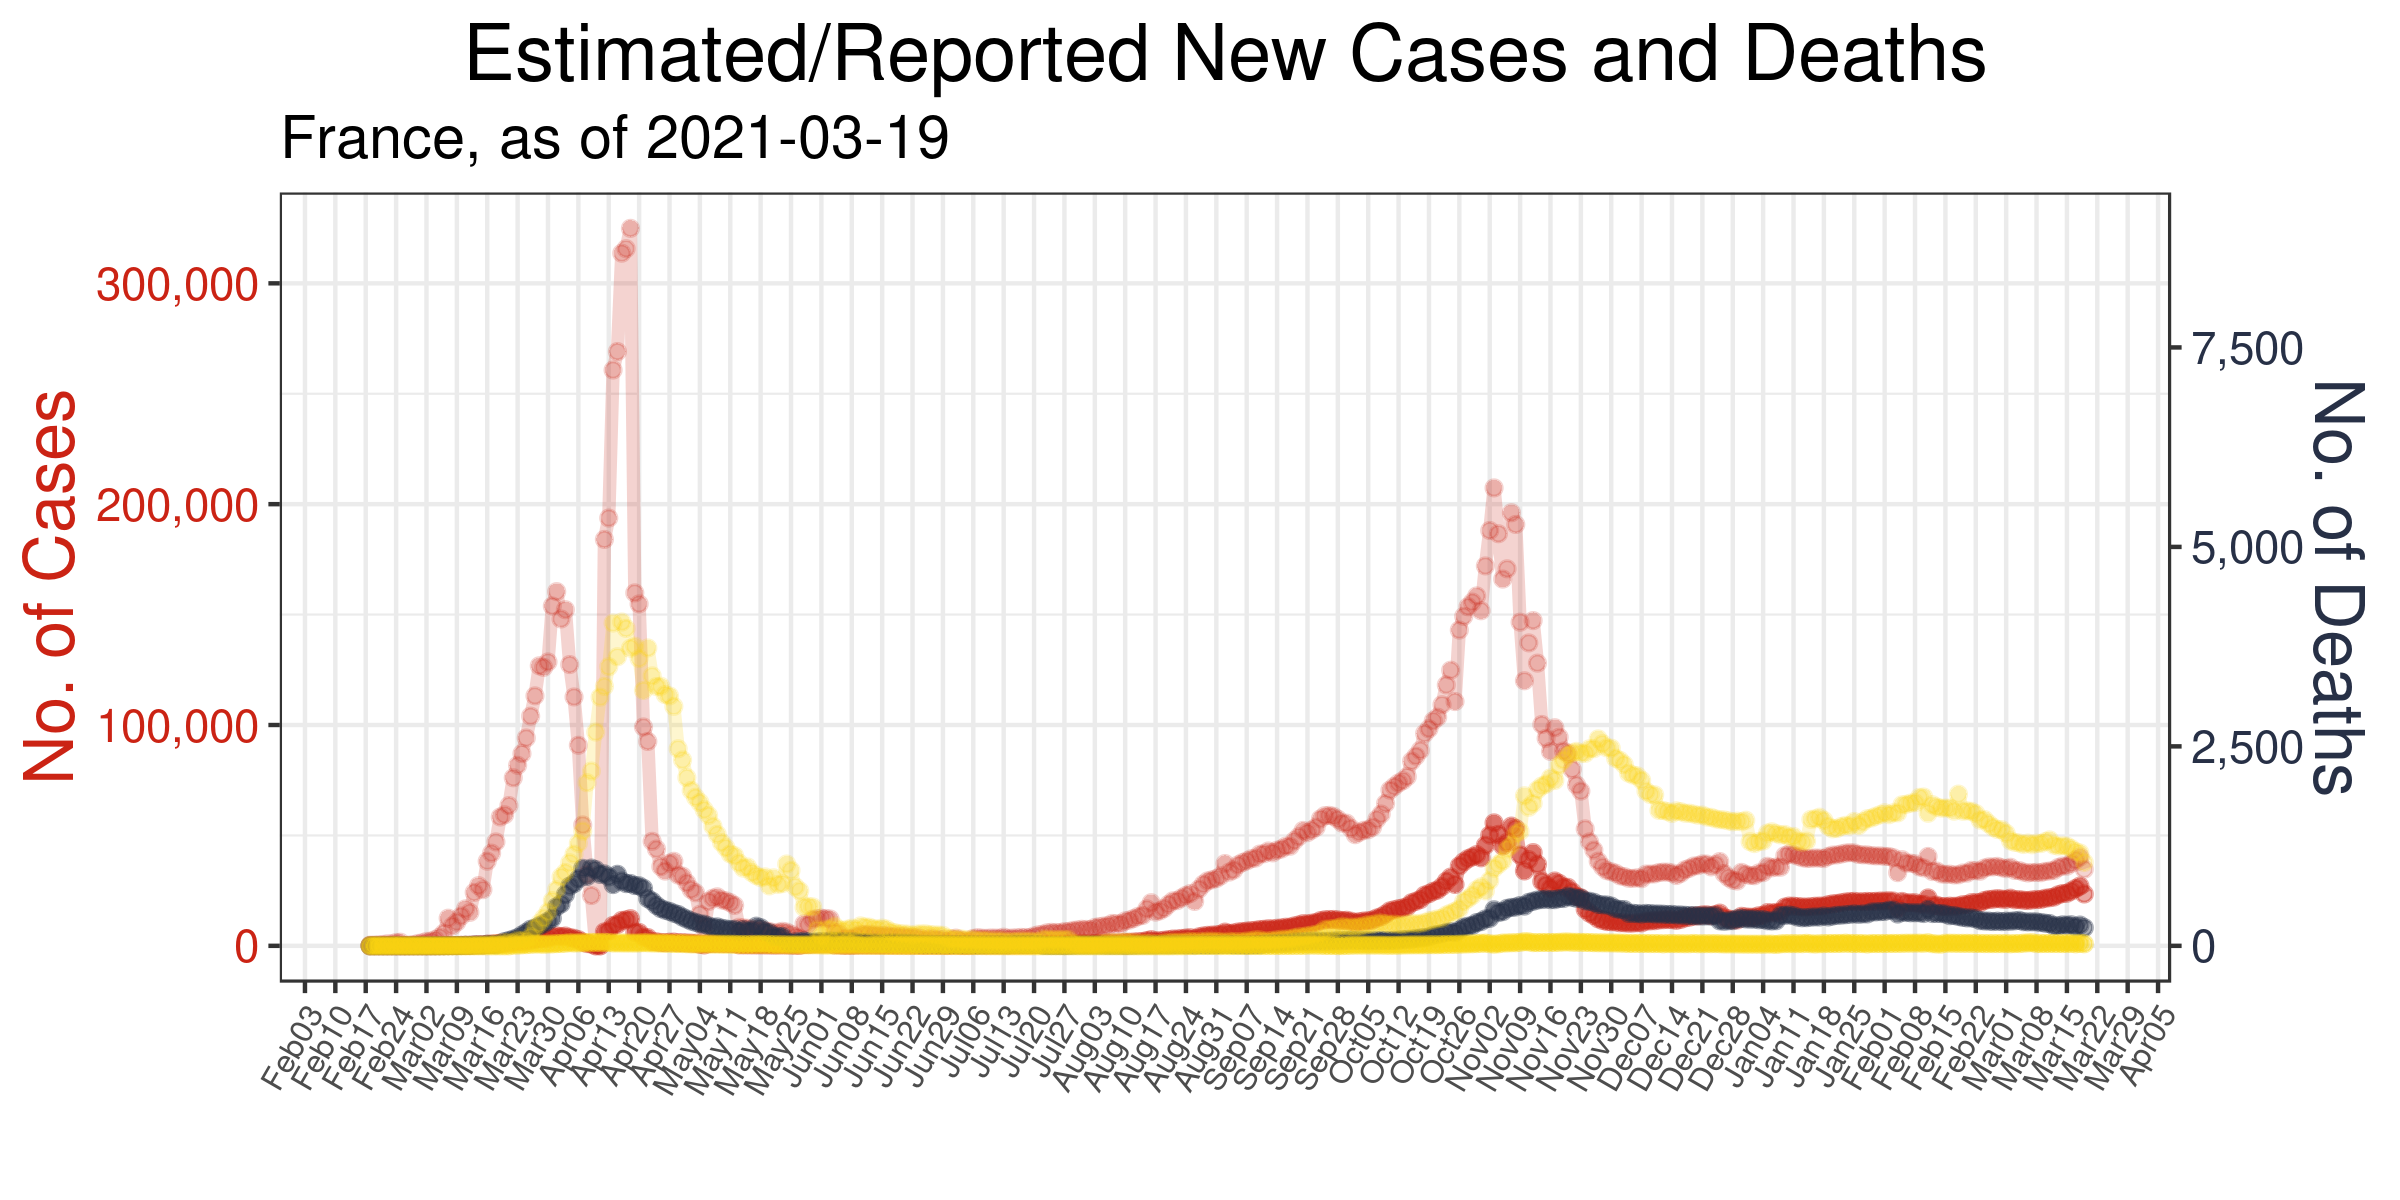 Estimated/Reported New Cases and Deaths
France, as of 2021-03-19
No. of Cases
300,000
200,000
100,000
0
7,500
5,000
2,500
0
No. of Deaths
Feb03
Feb10
Feb17
Feb24
Mar02
Mar09
Mar16
Mar23
Mar30
Apr06
Apr13
Apr20
Apr27
May04
May11
May18
May25
Jun01
Jun08
Jun15
Jun22
Jun29
Jul06
Jul13
Jul20
Jul27
Aug03
Aug10
Aug17
Aug24
Aug31
Sep07
Sep14
Sep21
Sep28
Oct05
Oct12
Oct19
Oct26
Nov02
Nov09
Nov16
Nov23
Nov30
Dec07
Dec14
Dec21
Dec28
Dec04
Jan11
Jan18
Jan25
Jan01
Feb08
Feb15
Feb22
Feb01
Mar08
Mar15
Mar22
Mar29
Apr05